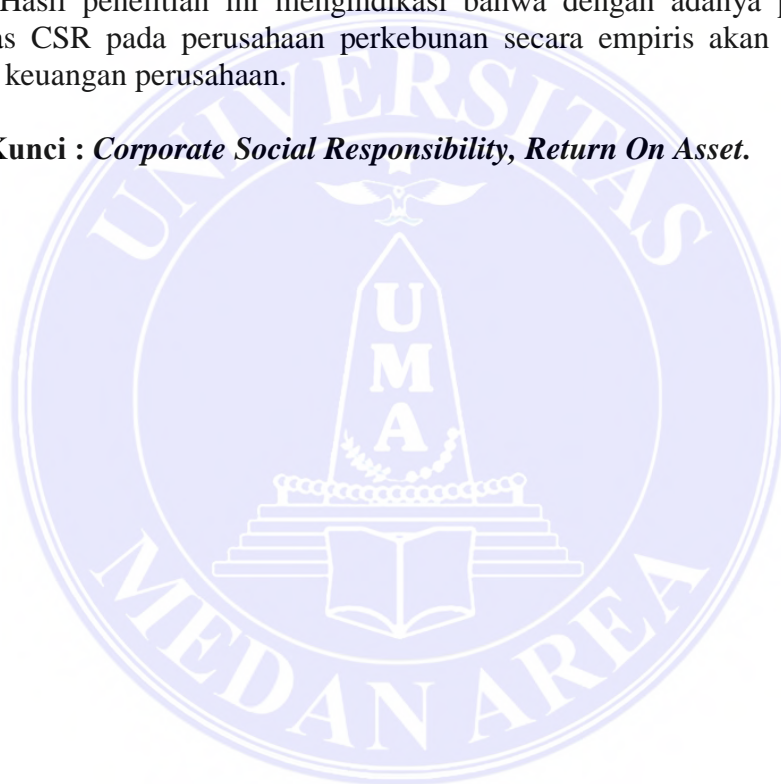 Hasil penelitian ini mengindikasi bahwa dengan adanya p
as CSR pada perusahaan perkebunan secara empiris akan
keuangan perusahaan.
Kunci : Corporate Social Responsibility, Return On Asset.
UNIVERSITAS
UMA
MEDAN AREA